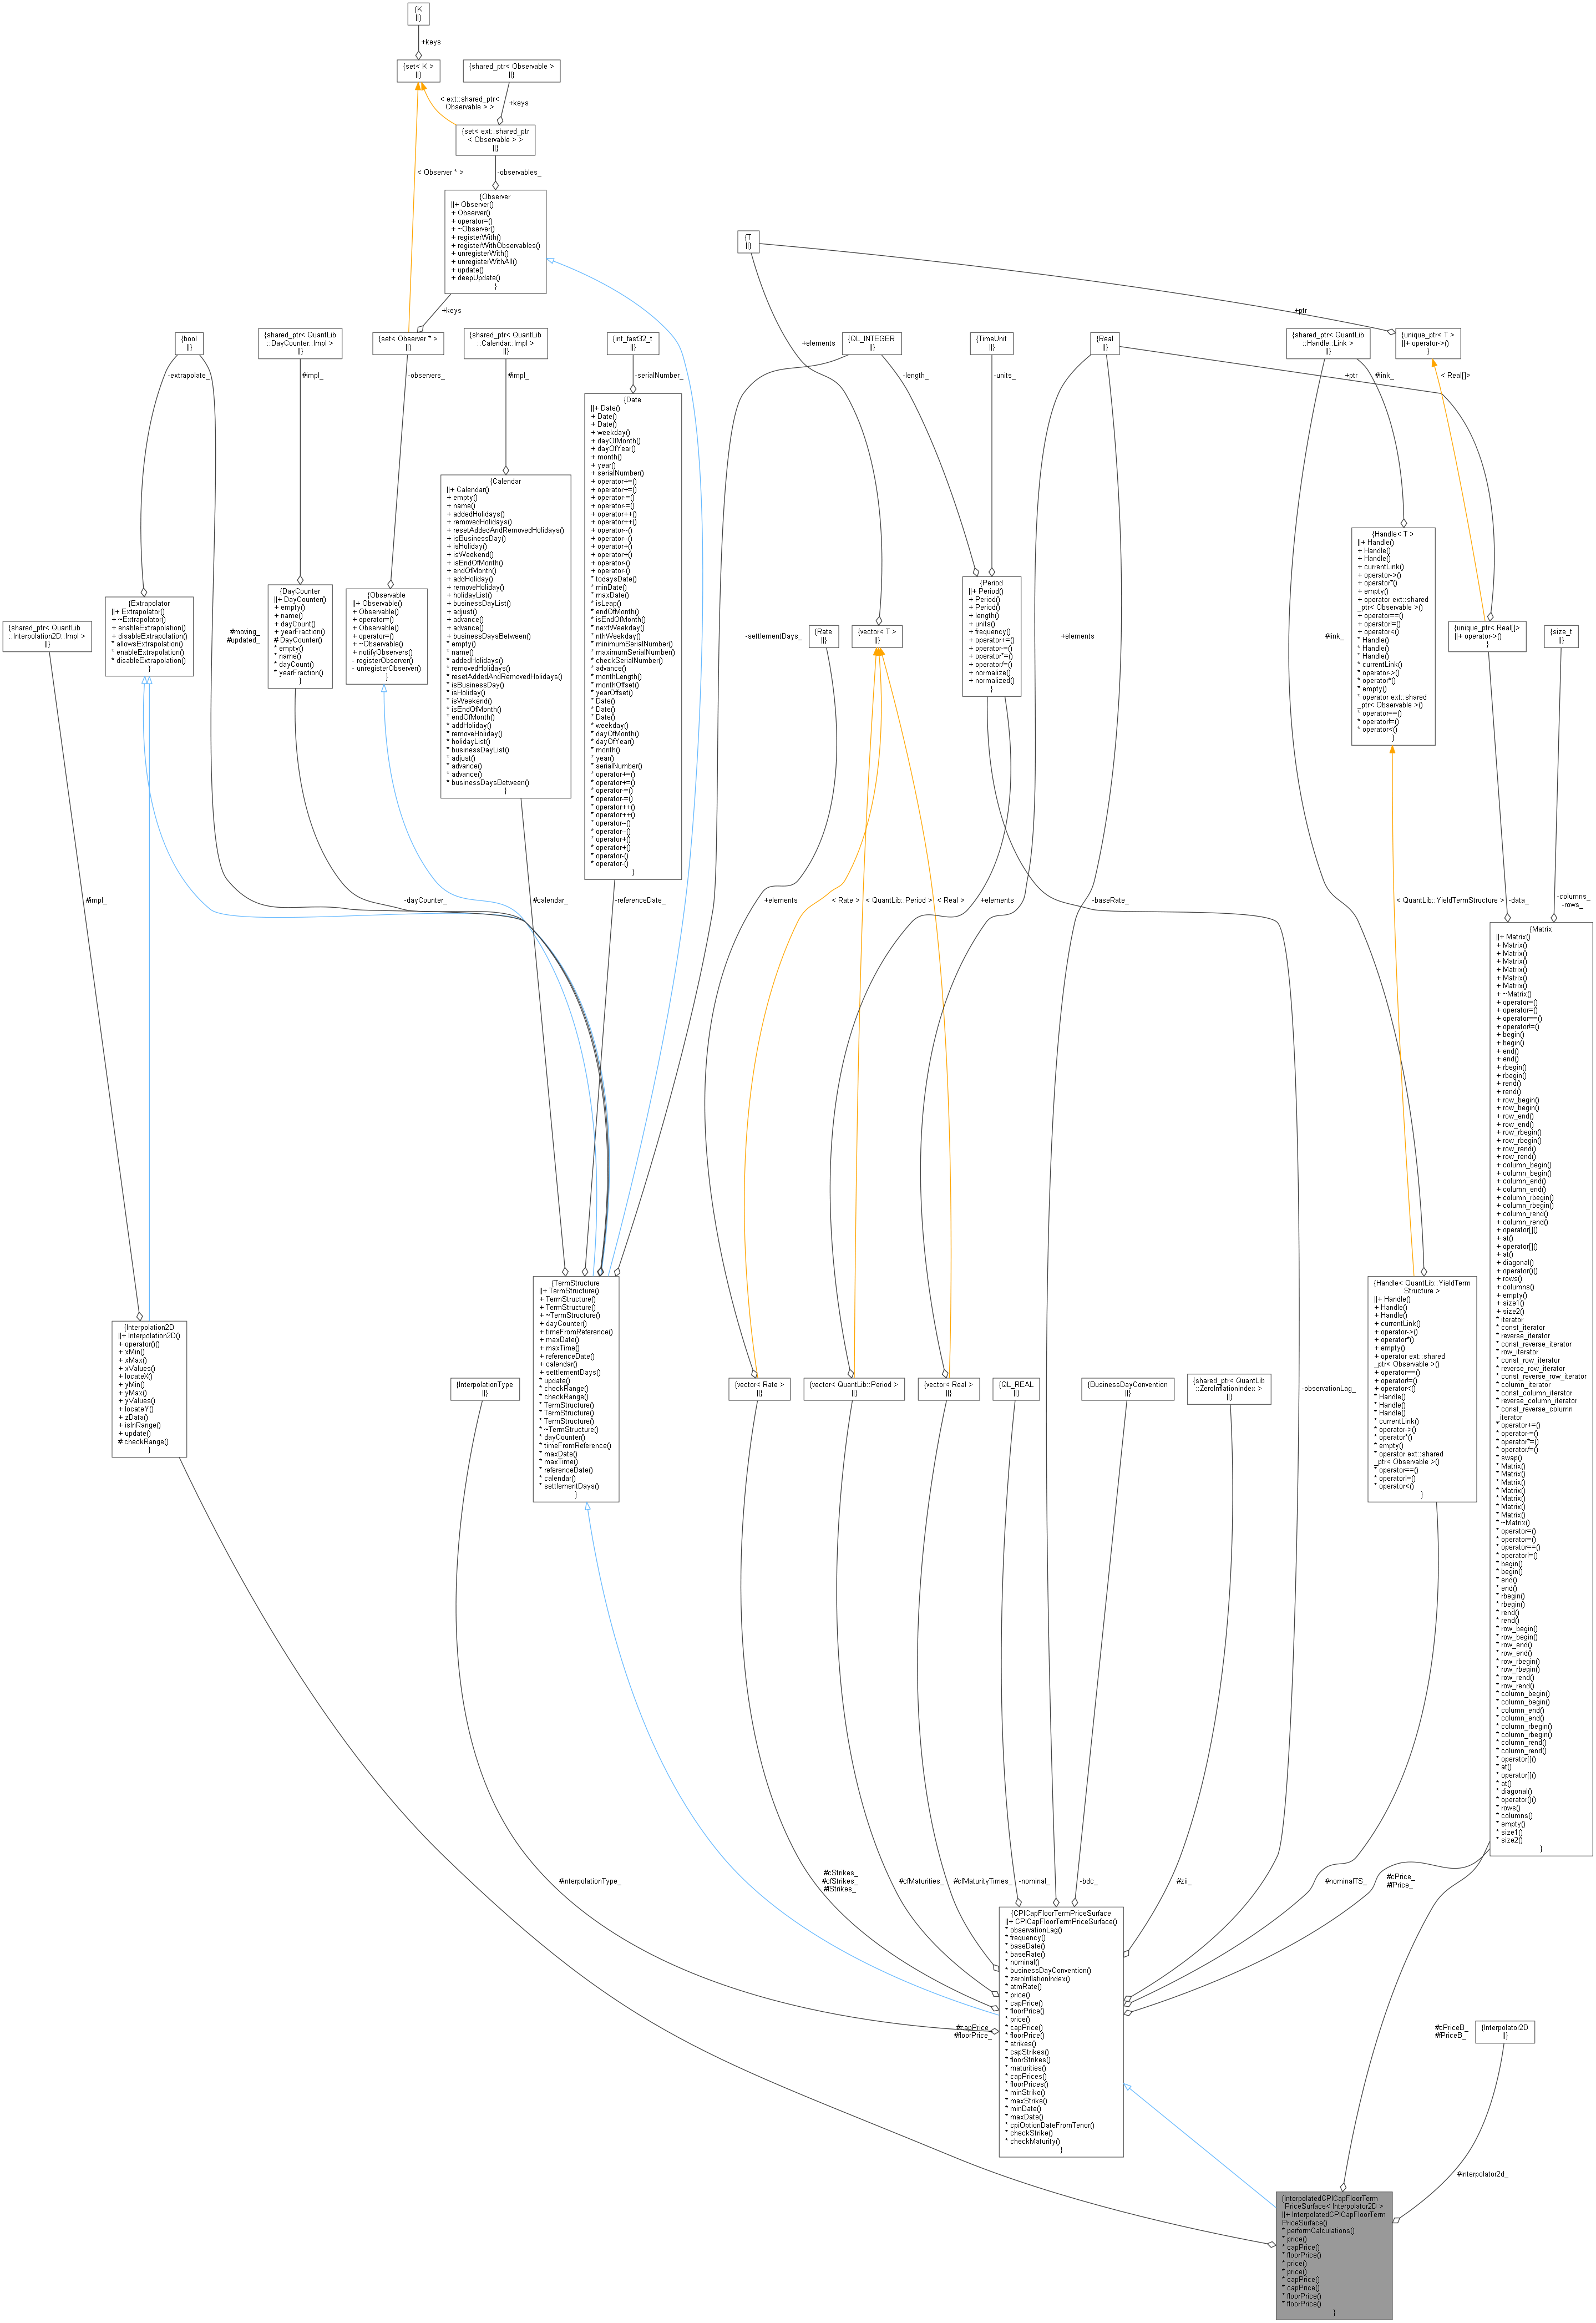 {K
||}
+keys
{set< K >
||}
{shared_ptr< Observable >
||}
< ext::shared_ptr<
Observable > >
+keys
{set< ext::shared_ptr
< Observable > >
||}
< Observer * >
-observables_
{Observer
||+ Observer()
+ Observer()
+ operator=()
+ ~Observer()
+ registerWith()
+ registerWithObservables()
+ unregisterWith()
+ unregisterWithAll()
+ update()
+ deepUpdate()
}
{T
||}
+keys
+ptr
{bool
||}
{shared_ptr< QuantLib
::DayCounter::Impl >
||}
{set< Observer * >
||}
{shared_ptr< QuantLib
::Calendar::Impl >
||}
{int_fast32_t
||}
+elements
{QL_INTEGER
||}
{TimeUnit
||}
{Real
||}
{shared_ptr< QuantLib
::Handle::Link >
||}
{unique_ptr< T >
||+ operator->()
}
-extrapolate_
#impl_
-observers_
#impl_
-serialNumber_
-length_
-units_
+ptr
#link_
< Real[]>
{Date
||+ Date()
+ Date()
+ Date()
+ weekday()
+ dayOfMonth()
+ dayOfYear()
+ month()
+ year()
+ serialNumber()
+ operator+=()
+ operator+=()
+ operator-=()
+ operator-=()
+ operator++()
+ operator++()
+ operator--()
+ operator--()
+ operator+()
+ operator+()
+ operator-()
+ operator-()
* todaysDate()
* minDate()
* maxDate()
* isLeap()
* endOfMonth()
* isEndOfMonth()
* nextWeekday()
* nthWeekday()
* minimumSerialNumber()
* maximumSerialNumber()
* checkSerialNumber()
* advance()
* monthLength()
* monthOffset()
* yearOffset()
* Date()
* Date()
* Date()
* weekday()
* dayOfMonth()
* dayOfYear()
* month()
* year()
* serialNumber()
* operator+=()
* operator+=()
* operator-=()
* operator-=()
* operator++()
* operator++()
* operator--()
* operator--()
* operator+()
* operator+()
* operator-()
* operator-()
}
{Calendar
||+ Calendar()
+ empty()
+ name()
+ addedHolidays()
+ removedHolidays()
+ resetAddedAndRemovedHolidays()
+ isBusinessDay()
+ isHoliday()
+ isWeekend()
+ isEndOfMonth()
+ endOfMonth()
+ addHoliday()
+ removeHoliday()
+ holidayList()
+ businessDayList()
+ adjust()
+ advance()
+ advance()
+ businessDaysBetween()
* empty()
* name()
* addedHolidays()
* removedHolidays()
* resetAddedAndRemovedHolidays()
* isBusinessDay()
* isHoliday()
* isWeekend()
* isEndOfMonth()
* endOfMonth()
* addHoliday()
* removeHoliday()
* holidayList()
* businessDayList()
* adjust()
* advance()
* advance()
* businessDaysBetween()
}
{Handle< T >
||+ Handle()
+ Handle()
+ Handle()
+ currentLink()
+ operator->()
+ operator*()
+ empty()
+ operator ext::shared
_ptr< Observable >()
+ operator==()
+ operator!=()
+ operator<()
* Handle()
* Handle()
* Handle()
* currentLink()
* operator->()
* operator*()
* empty()
* operator ext::shared
_ptr< Observable >()
* operator==()
* operator!=()
* operator<()
}
{Period
||+ Period()
+ Period()
+ Period()
+ length()
+ units()
+ frequency()
+ operator+=()
+ operator-=()
+ operator*=()
+ operator/=()
+ normalize()
+ normalized()
}
{DayCounter
||+ DayCounter()
+ empty()
+ name()
+ dayCount()
+ yearFraction()
# DayCounter()
* empty()
* name()
* dayCount()
* yearFraction()
}
{Observable
||+ Observable()
+ Observable()
+ operator=()
+ Observable()
+ operator=()
+ ~Observable()
+ notifyObservers()
- registerObserver()
- unregisterObserver()
}
{Extrapolator
||+ Extrapolator()
+ ~Extrapolator()
+ enableExtrapolation()
+ disableExtrapolation()
* allowsExtrapolation()
* enableExtrapolation()
* disableExtrapolation()
}
{shared_ptr< QuantLib
::Interpolation2D::Impl >
||}
#moving_
#updated_
-settlementDays_
{Rate
||}
{vector< T >
||}
+elements
#link_
{unique_ptr< Real[]>
||+ operator->()
}
{size_t
||}
#impl_
-dayCounter_
#calendar_
-referenceDate_
+elements
< Rate >
< QuantLib::Period >
< Real >
+elements
-baseRate_
< QuantLib::YieldTermStructure >
-data_
-columns_
-rows_
{Matrix
||+ Matrix()
+ Matrix()
+ Matrix()
+ Matrix()
+ Matrix()
+ Matrix()
+ Matrix()
+ ~Matrix()
+ operator=()
+ operator=()
+ operator==()
+ operator!=()
+ begin()
+ begin()
+ end()
+ end()
+ rbegin()
+ rbegin()
+ rend()
+ rend()
+ row_begin()
+ row_begin()
+ row_end()
+ row_end()
+ row_rbegin()
+ row_rbegin()
+ row_rend()
+ row_rend()
+ column_begin()
+ column_begin()
+ column_end()
+ column_end()
+ column_rbegin()
+ column_rbegin()
+ column_rend()
+ column_rend()
+ operator[]()
+ at()
+ operator[]()
+ at()
+ diagonal()
+ operator()()
+ rows()
+ columns()
+ empty()
+ size1()
+ size2()
* iterator
* const_iterator
* reverse_iterator
* const_reverse_iterator
* row_iterator
* const_row_iterator
* reverse_row_iterator
* const_reverse_row_iterator
* column_iterator
* const_column_iterator
* reverse_column_iterator
* const_reverse_column
_iterator
* operator+=()
* operator-=()
* operator*=()
* operator/=()
* swap()
* Matrix()
* Matrix()
* Matrix()
* Matrix()
* Matrix()
* Matrix()
* Matrix()
* ~Matrix()
* operator=()
* operator=()
* operator==()
* operator!=()
* begin()
* begin()
* end()
* end()
* rbegin()
* rbegin()
* rend()
* rend()
* row_begin()
* row_begin()
* row_end()
* row_end()
* row_rbegin()
* row_rbegin()
* row_rend()
* row_rend()
* column_begin()
* column_begin()
* column_end()
* column_end()
* column_rbegin()
* column_rbegin()
* column_rend()
* column_rend()
* operator[]()
* at()
* operator[]()
* at()
* diagonal()
* operator()()
* rows()
* columns()
* empty()
* size1()
* size2()
}
{TermStructure
||+ TermStructure()
+ TermStructure()
+ TermStructure()
+ ~TermStructure()
+ dayCounter()
+ timeFromReference()
+ maxDate()
+ maxTime()
+ referenceDate()
+ calendar()
+ settlementDays()
* update()
* checkRange()
* checkRange()
* TermStructure()
* TermStructure()
* TermStructure()
* ~TermStructure()
* dayCounter()
* timeFromReference()
* maxDate()
* maxTime()
* referenceDate()
* calendar()
* settlementDays()
}
{Handle< QuantLib::YieldTerm
Structure >
||+ Handle()
+ Handle()
+ Handle()
+ currentLink()
+ operator->()
+ operator*()
+ empty()
+ operator ext::shared
_ptr< Observable >()
+ operator==()
+ operator!=()
+ operator<()
* Handle()
* Handle()
* Handle()
* currentLink()
* operator->()
* operator*()
* empty()
* operator ext::shared
_ptr< Observable >()
* operator==()
* operator!=()
* operator<()
}
{Interpolation2D
||+ Interpolation2D()
+ operator()()
+ xMin()
+ xMax()
+ xValues()
+ locateX()
+ yMin()
+ yMax()
+ yValues()
+ locateY()
+ zData()
+ isInRange()
+ update()
# checkRange()
}
{InterpolationType
||}
{vector< Rate >
||}
{vector< QuantLib::Period >
||}
{vector< Real >
||}
{QL_REAL
||}
{BusinessDayConvention
||}
{shared_ptr< QuantLib
::ZeroInflationIndex >
||}
-observationLag_
#interpolationType_
#cStrikes_
#cfStrikes_
#fStrikes_
#cfMaturities_
#cfMaturityTimes_
-nominal_
-bdc_
#zii_
#nominalTS_
#cPrice_
#fPrice_
{CPICapFloorTermPriceSurface
||+ CPICapFloorTermPriceSurface()
* observationLag()
* frequency()
* baseDate()
* baseRate()
* nominal()
* businessDayConvention()
* zeroInflationIndex()
* atmRate()
* price()
* capPrice()
* floorPrice()
* price()
* capPrice()
* floorPrice()
* strikes()
* capStrikes()
* floorStrikes()
* maturities()
* capPrices()
* floorPrices()
* minStrike()
* maxStrike()
* minDate()
* maxDate()
* cpiOptionDateFromTenor()
* checkStrike()
* checkMaturity()
}
#capPrice_
#floorPrice_
#cPriceB_
#fPriceB_
{Interpolator2D
||}
#interpolator2d_
{InterpolatedCPICapFloorTerm
PriceSurface< Interpolator2D >
||+ InterpolatedCPICapFloorTerm
PriceSurface()
* performCalculations()
* price()
* capPrice()
* floorPrice()
* price()
* price()
* capPrice()
* capPrice()
* floorPrice()
* floorPrice()
}